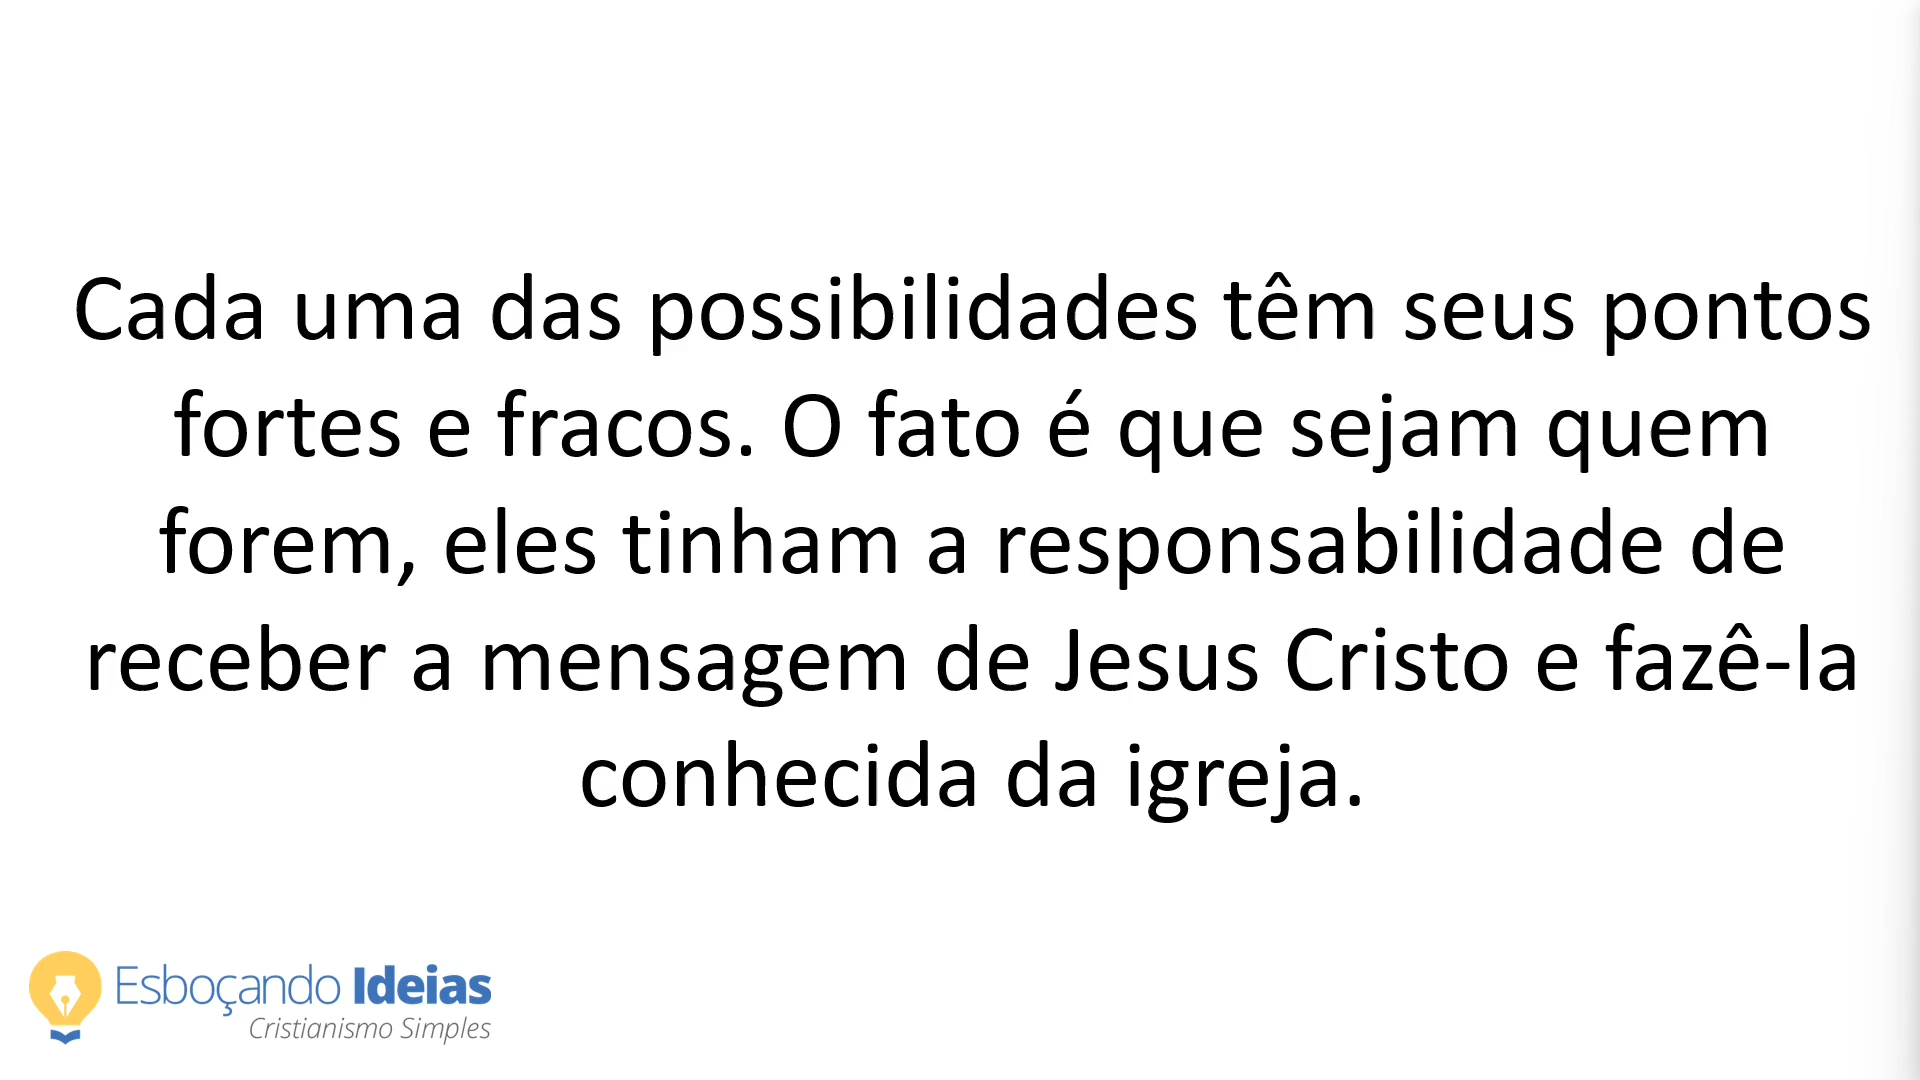 Cada uma das possibilidades têm seus pontos
fortes e fracos. O fato é que sejam quem
forem, eles tinham a responsabilidade de
receber a mensagem de Jesus Cristo e fazê-la
conhecida da igreja.
Esboçando Ideias
Cristianismo Simples